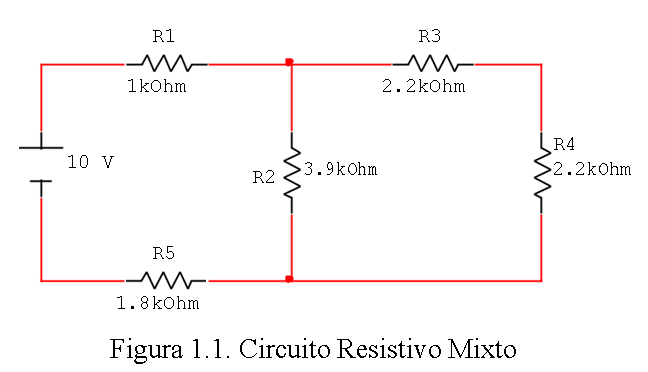 R1
R3
1kOhm
2.2kOhm
10 V
R2
3.9kOhm
R4
2.2kOhm
R5
1.8kOhm
Figura 1.1. Circuito Resistivo Mixto